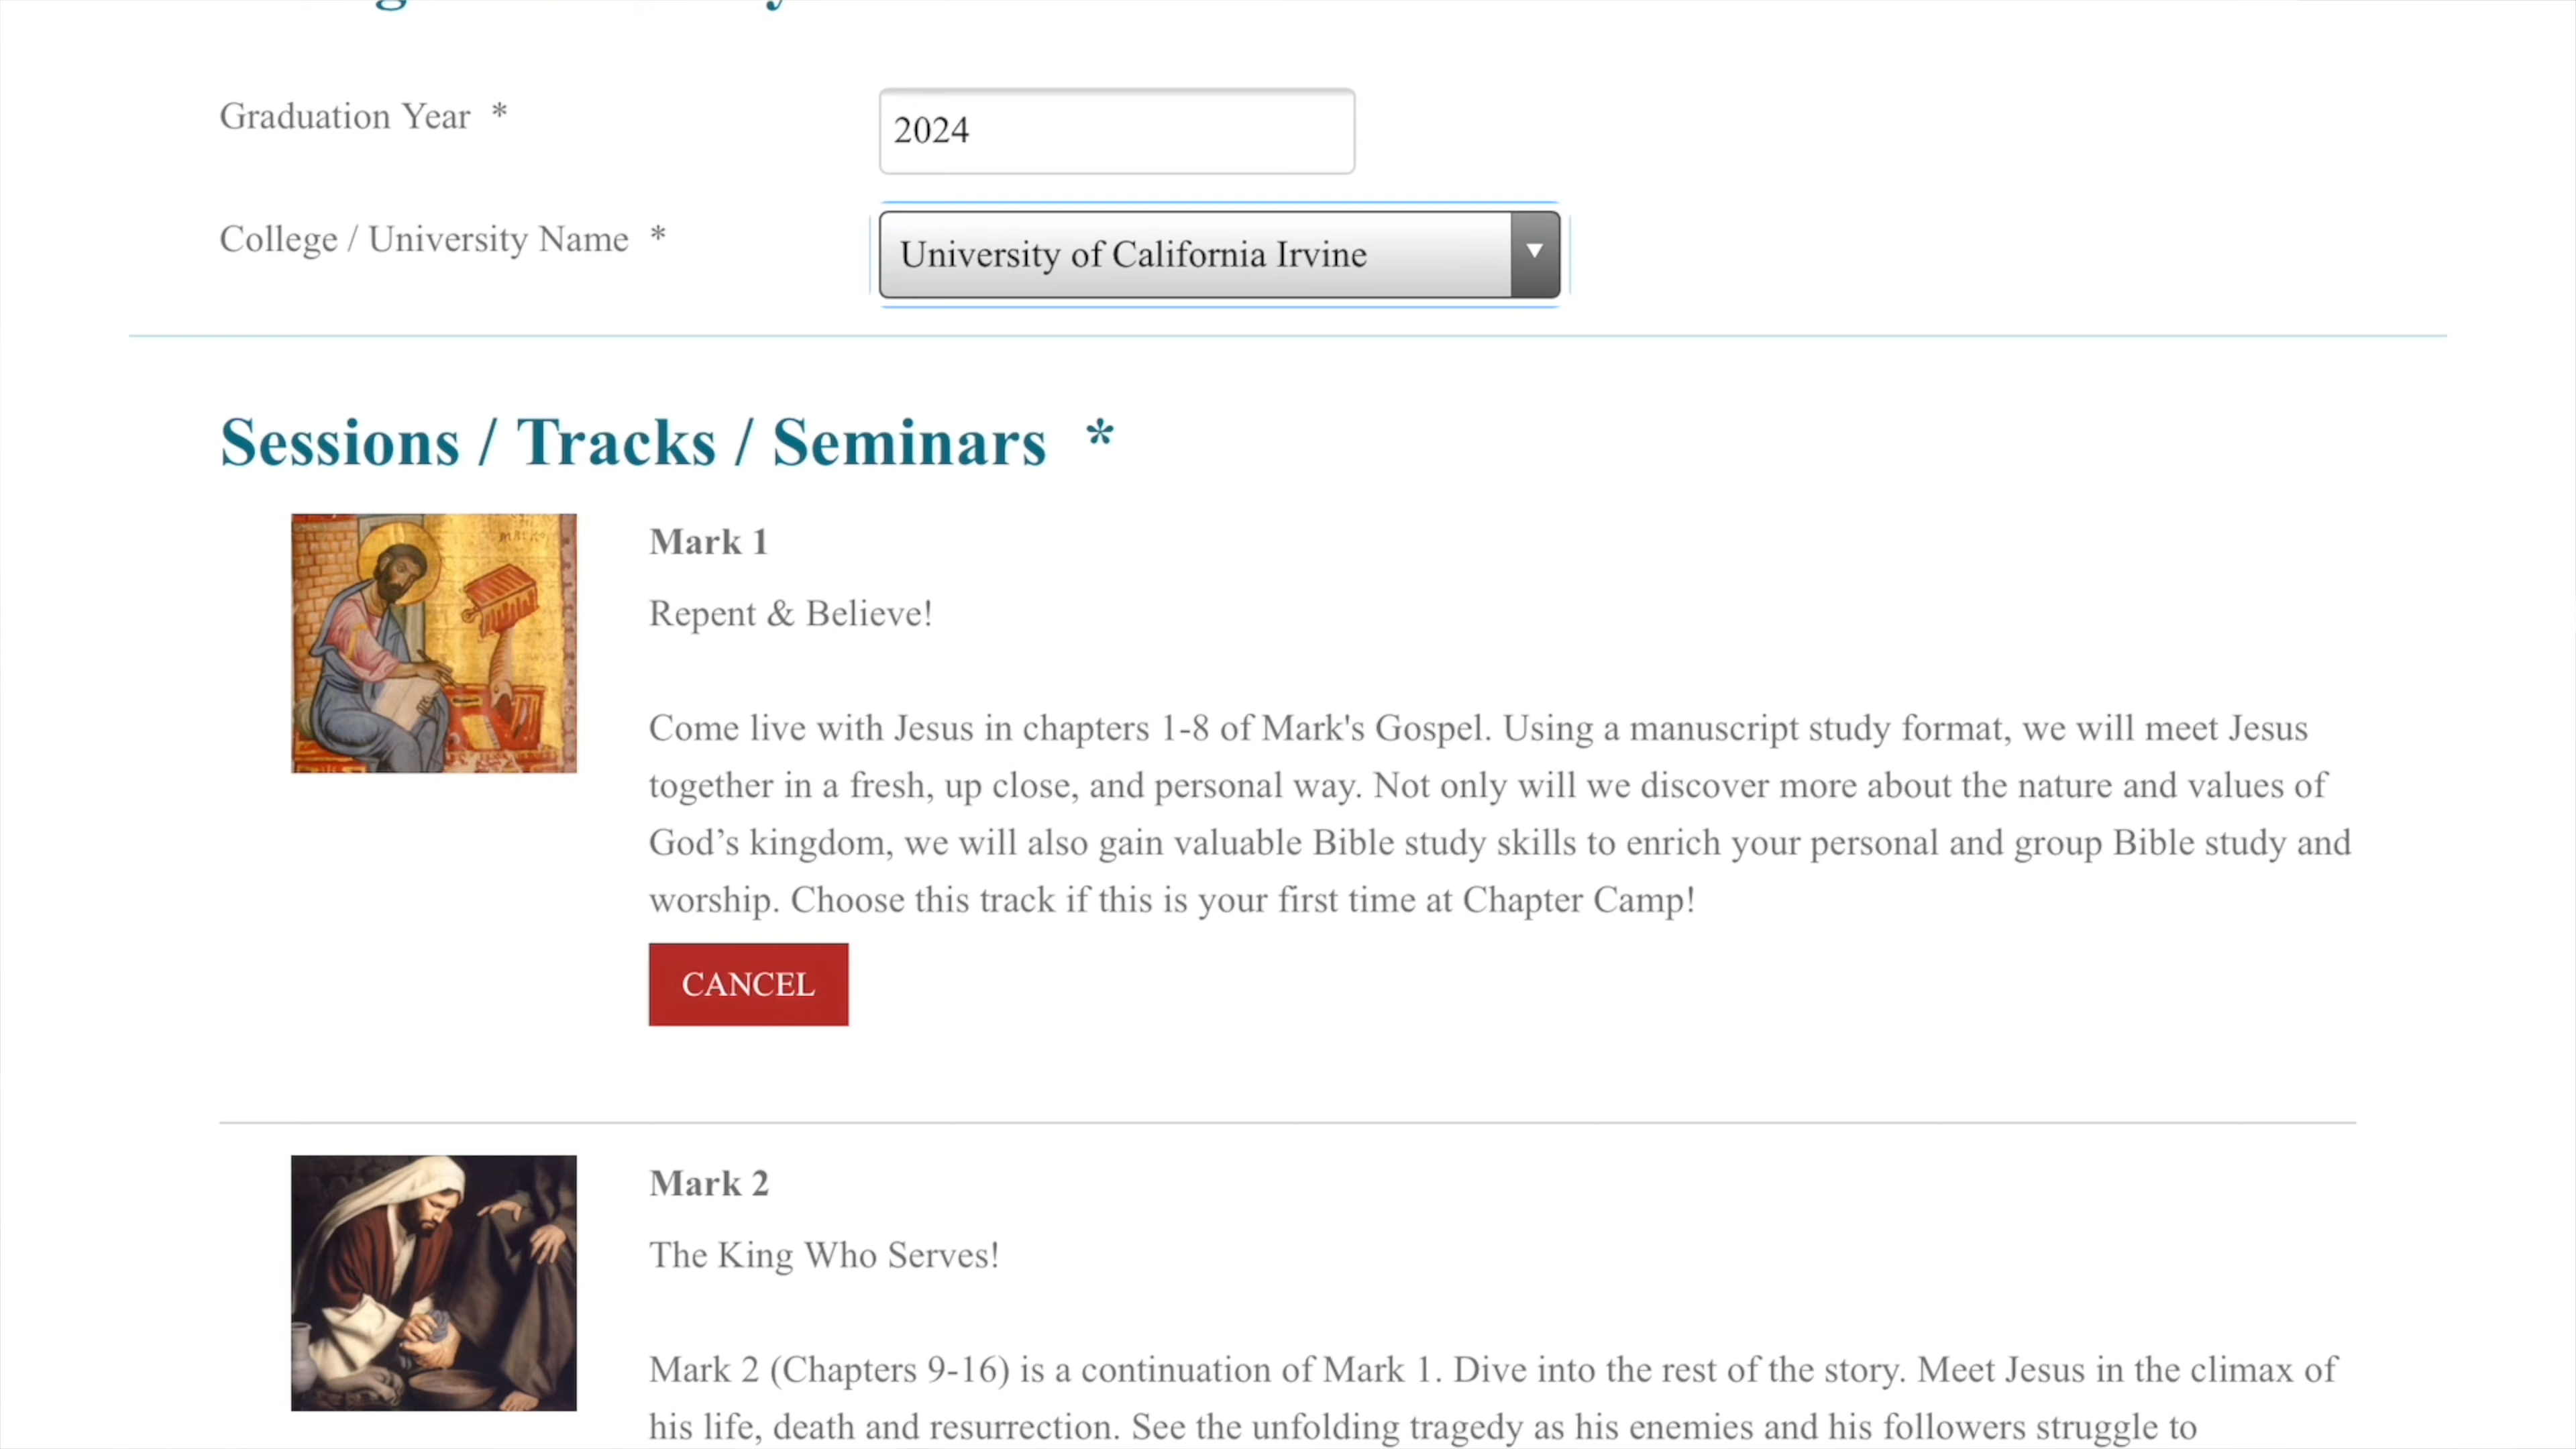 Graduation Year *
2024
College / University Name *
University of California Irvine
Sessions / Tracks / Seminars *
Mark 1
Repent & Believe!
Come live with Jesus in chapters 1-8 of Mark's Gospel. Using a manuscript study format, we will meet Jesus
together in a fresh, up close, and personal way. Not only will we discover more about the nature and values of
God’s kingdom, we will also gain valuable Bible study skills to enrich your personal and group Bible study and
worship. Choose this track if this is your first time at Chapter Camp!
CANCEL
Mark 2
The King Who Serves!
Mark 2 (Chapters 9-16) is a continuation of Mark 1. Dive into the rest of the story. Meet Jesus in the climax of
his life, death and resurrection. See the unfolding tragedy as his enemies and his followers struggle to